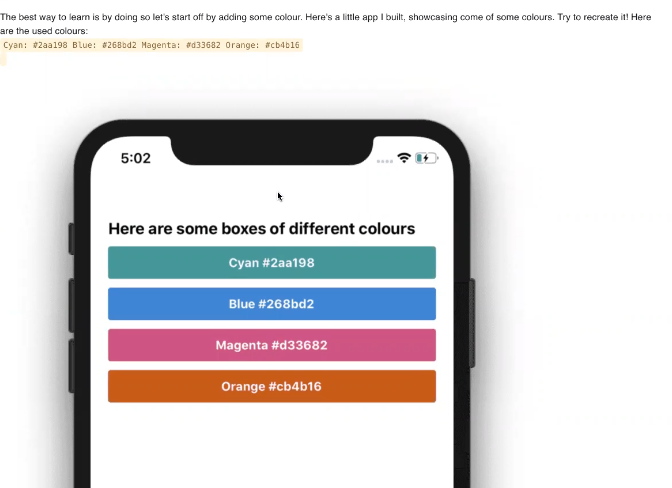 The best way to learn is by doing so let's start off by adding some colour. Here's a little app I built, showcasing come of some colours. Try to recreate it! Here
are the used colours:
Cyan: #2aa198 Blue: #268bd2 Magenta: #d33682 Orange: #cb4b16
5:02
Here are some boxes of different colours
Cyan #2aa198
Blue #268bd2
Magenta #d33682
Orange #cb4b16